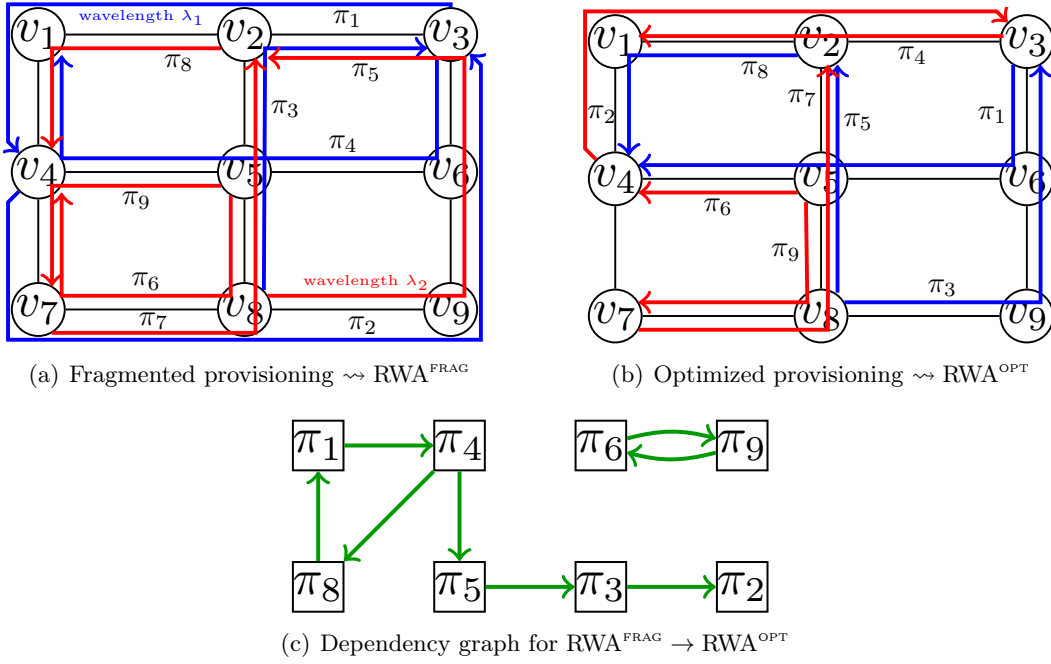 wavelength λ₁ π₁
v₁ v₂ v₃
π₈ π₅
π₃
π₄
v₄ v₅ v₆
π₉
π₆ wavelength λ₂
v₇ v₈ v₉
π₇ π₂
(a) Fragmented provisioning ⇝ RWAᶠᴿᴬᴳ
v₁ v₂ v₃
π₈ π₄
π₂ π₇ π₅ π₁
v₄ v₅ v₆
π₆
π₉
π₃
v₇ v₈ v₉
(b) Optimized provisioning ⇝ RWAᴼᴾᵀ
π₁ π₄ π₆ π₉
π₈ π₅ π₃ π₂
(c) Dependency graph for RWAᶠᴿᴬᴳ → RWAᴼᴾᵀ